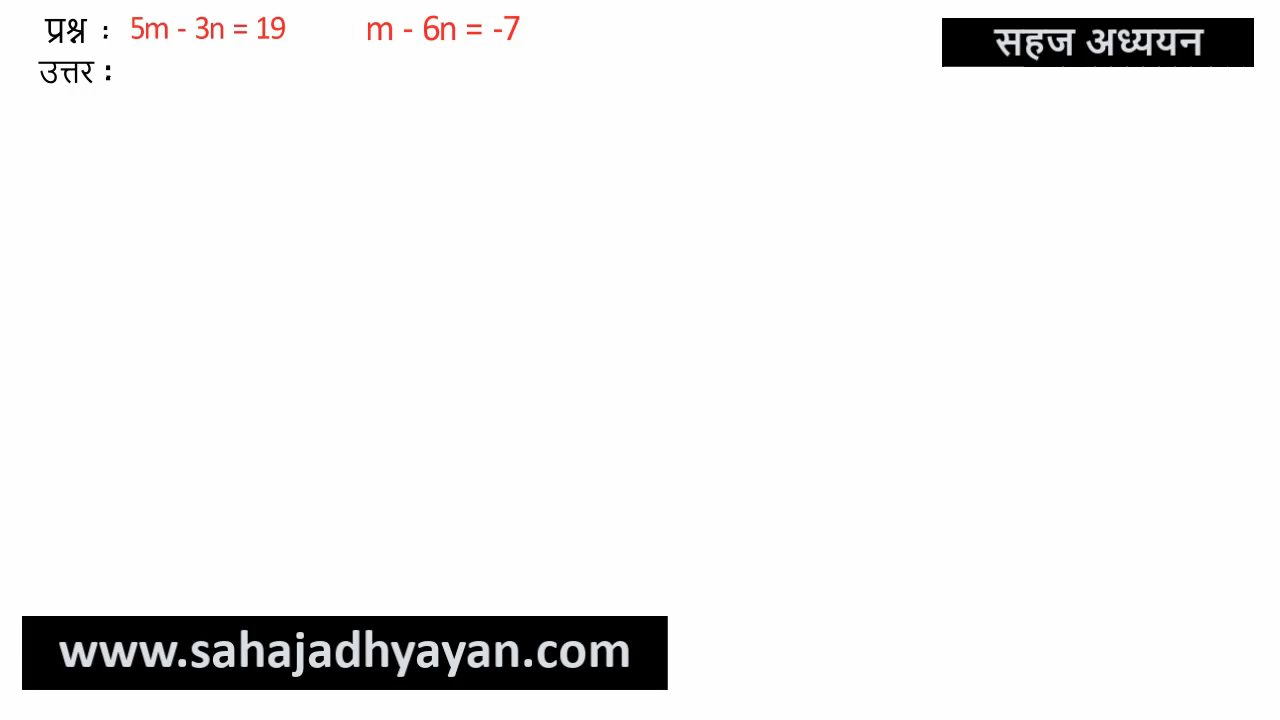 प्रश्न : 5m - 3n = 19 m - 6n = -7
सहज अध्ययन
उत्तर :
www.sahajadhyayan.com